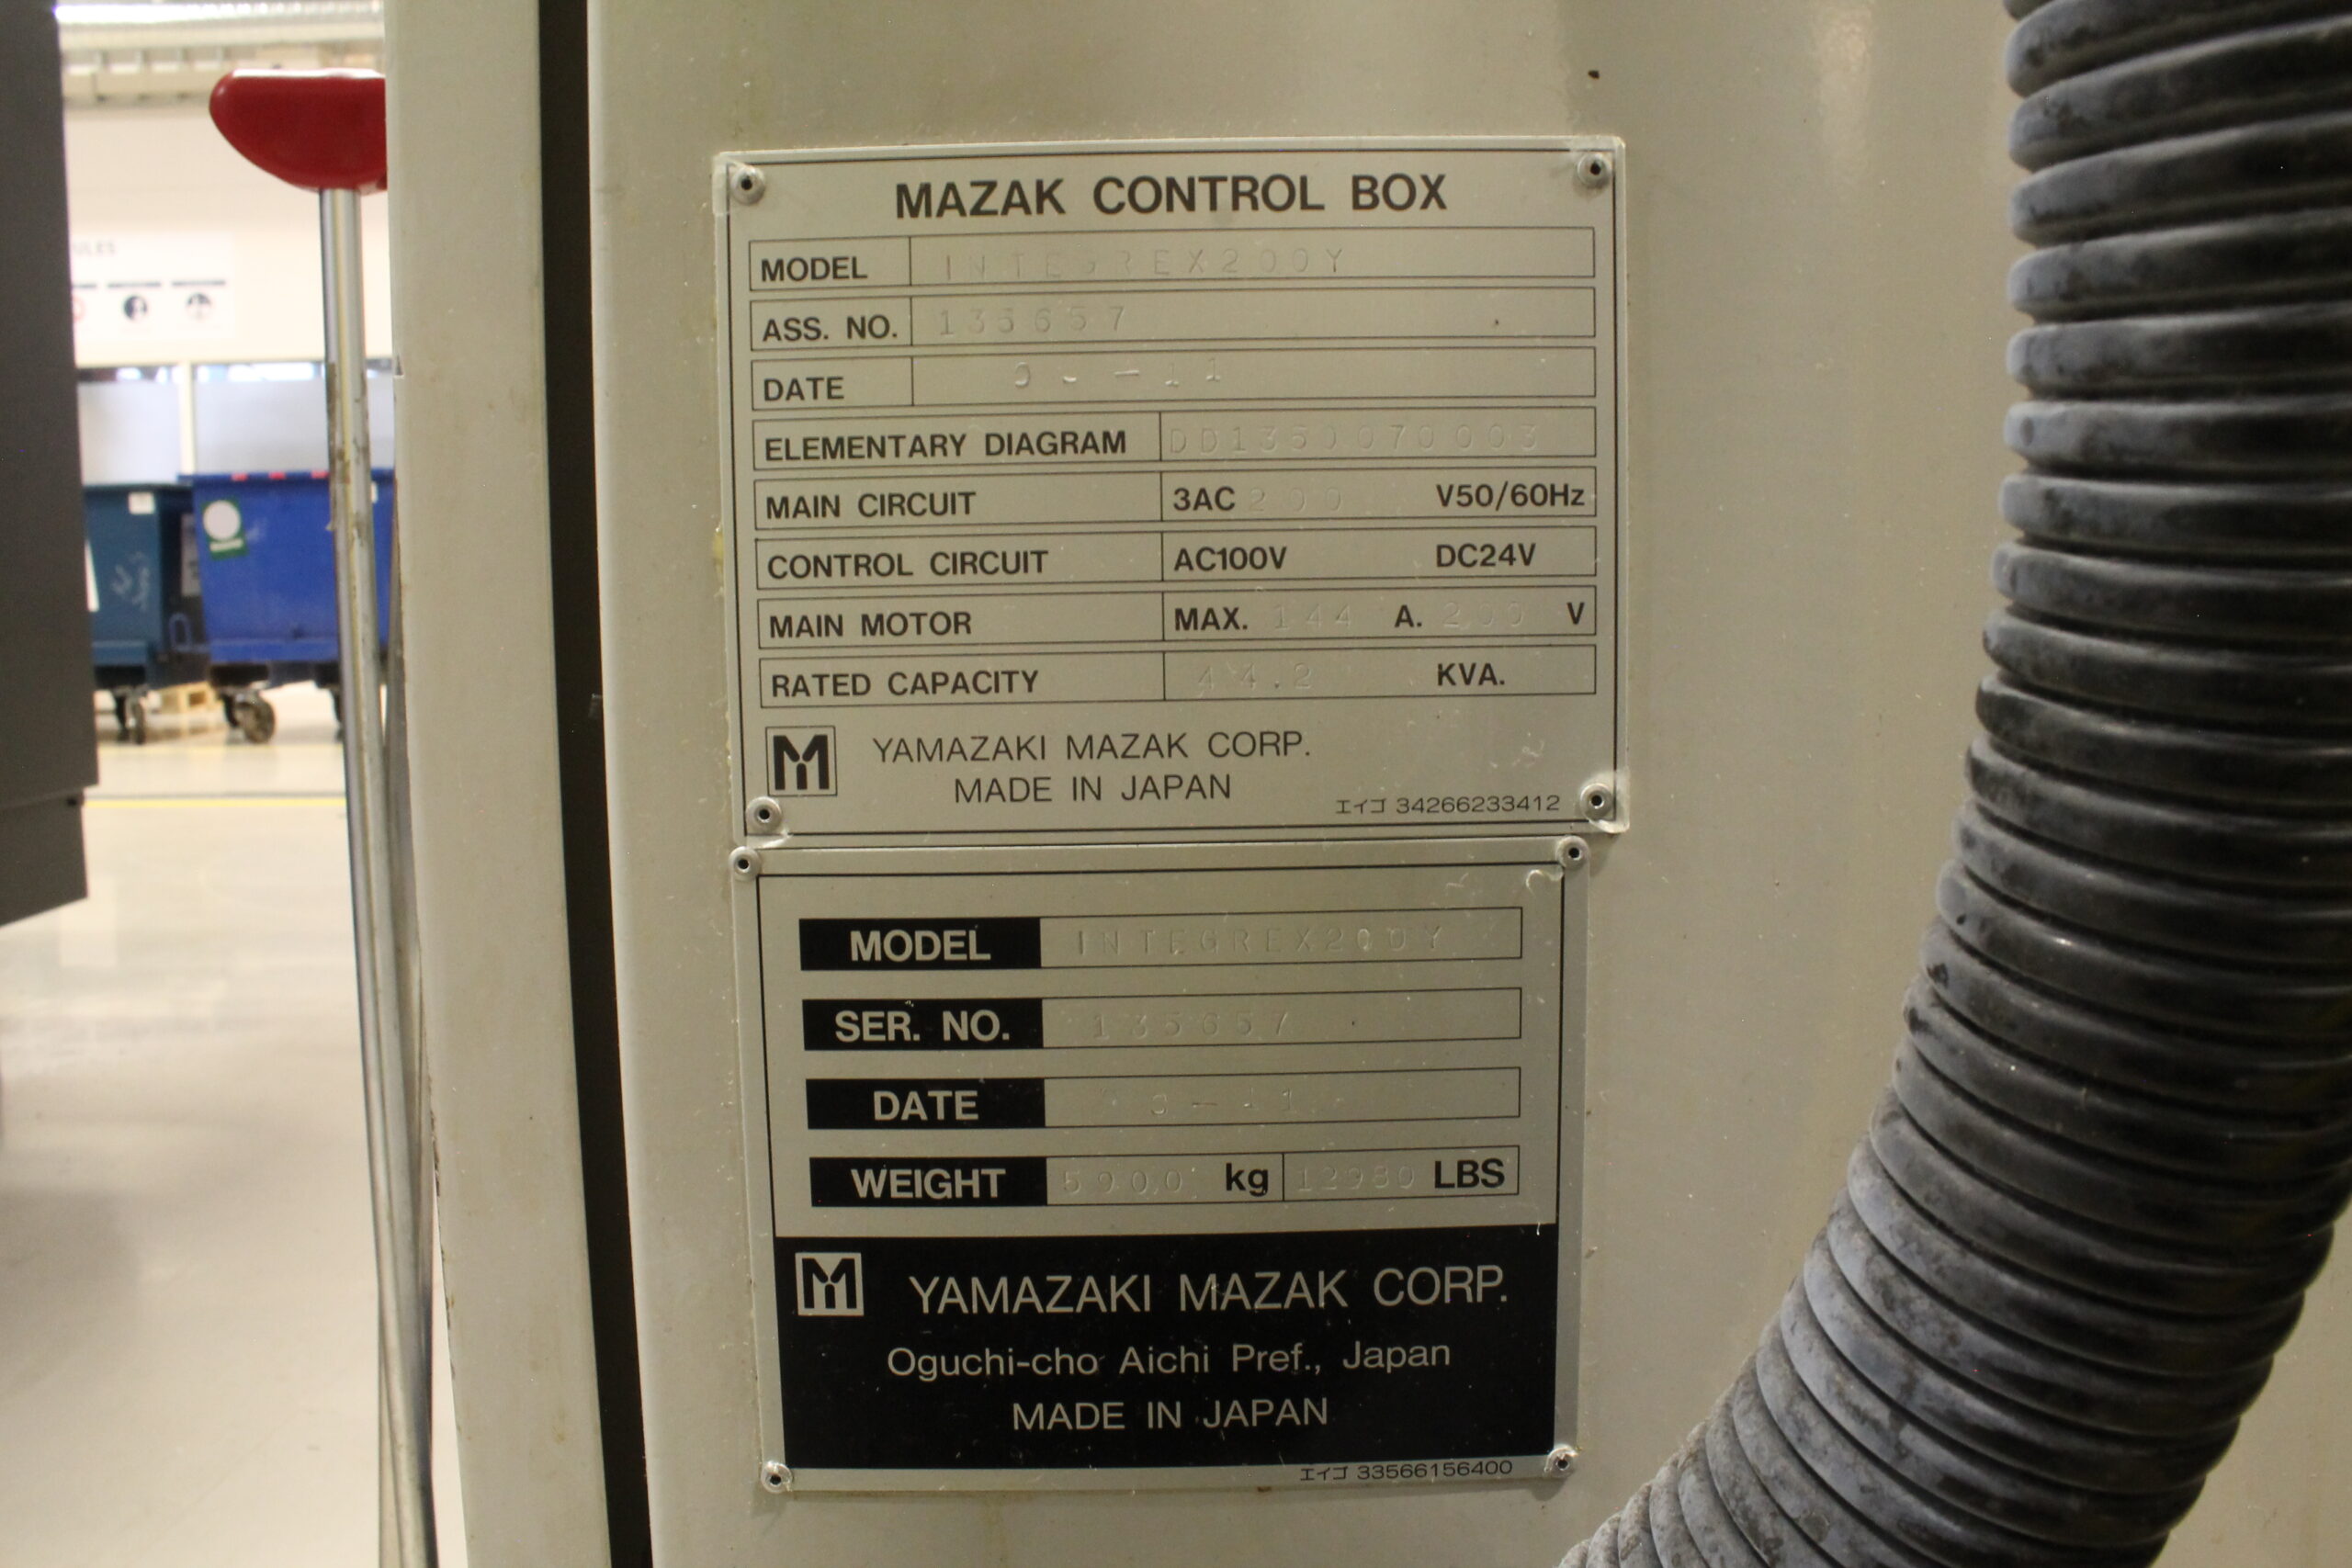 MAZAK CONTROL BOX
MODEL INTEGREX200Y
ASS. NO. 135657
DATE
ELEMENTARY DIAGRAM DD1350070003
MAIN CIRCUIT 3AC 200 V50/60Hz
CONTROL CIRCUIT AC100V DC24V
MAIN MOTOR MAX. 144 A. 200 V
RATED CAPACITY 44.2 KVA.
YAMAZAKI MAZAK CORP.
MADE IN JAPAN
エイゴ 34266233412
MODEL INTEGREX200Y
SER. NO. 135657
DATE
WEIGHT 5900 kg 12980 LBS
YAMAZAKI MAZAK CORP.
Oguchi-cho Aichi Pref., Japan
MADE IN JAPAN
エイゴ 33566156400